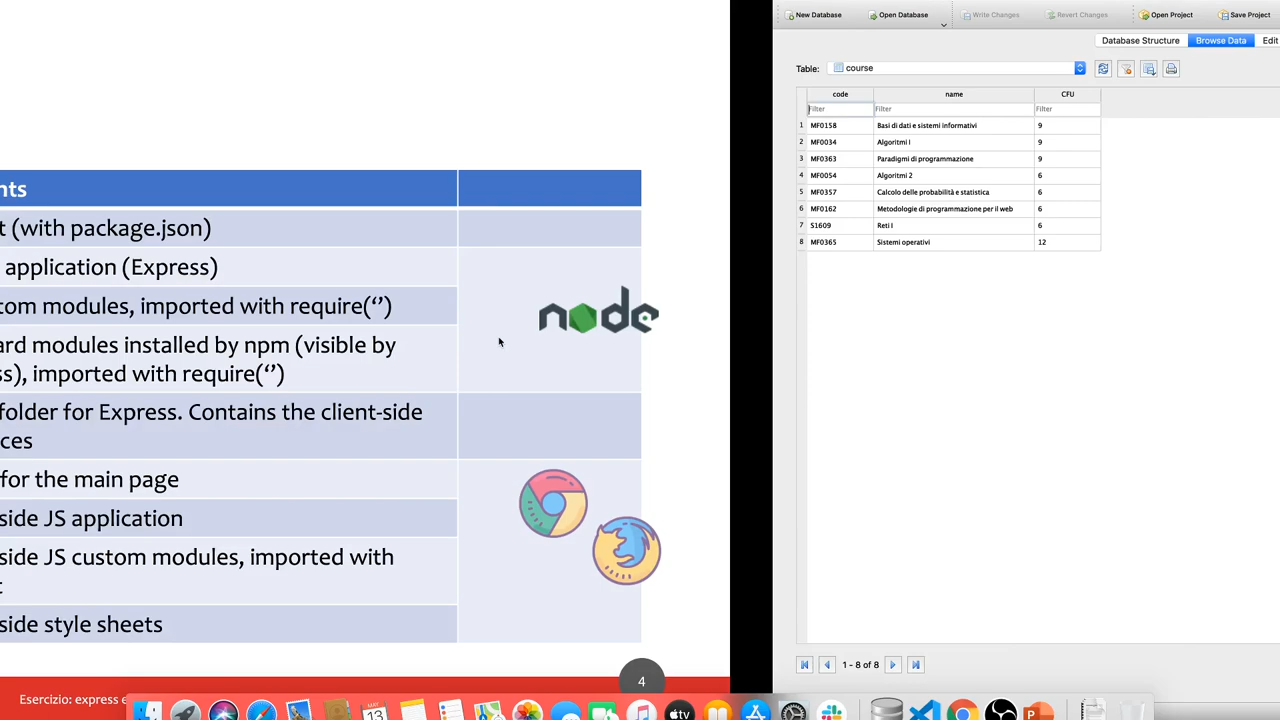 nts
t (with package.json)
application (Express)
tom modules, imported with require(‘’)
ard modules installed by npm (visible by
ss), imported with require(‘’)
folder for Express. Contains the client-side
ces
for the main page
side JS application
side JS custom modules, imported with
t
side style sheets
node
4
Esercizio: express e
New Database
Open Database
Write Changes
Revert Changes
Open Project
Save Project
Database Structure
Browse Data
Edit
Table:
course
code name CFU
Filter Filter Filter
1 MF0158 Basi di dati e sistemi informativi 9
2 MF0034 Algoritmi I 9
3 MF0363 Paradigmi di programmazione 9
4 MF0054 Algoritmi 2 6
5 MF0357 Calcolo delle probabilità e statistica 6
6 MF0162 Metodologie di programmazione per il web 6
7 S1609 Reti I 6
8 MF0365 Sistemi operativi 12
1 - 8 of 8
MAY
13
tv